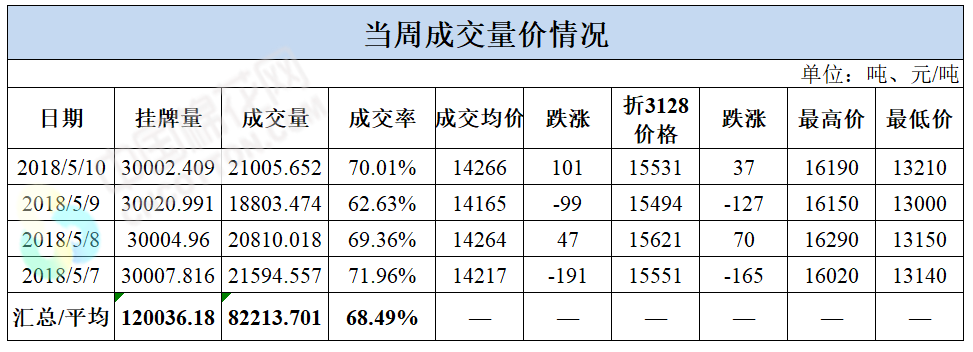 当周成交量价情况
单位：吨、元/吨
日期 挂牌量 成交量 成交率 成交均价 跌涨 折3128价格 跌涨 最高价 最低价
2018/5/10 30002.409 21005.652 70.01% 14266 101 15531 37 16190 13210
2018/5/9 30020.991 18803.474 62.63% 14165 -99 15494 -127 16150 13000
2018/5/8 30004.96 20810.018 69.36% 14264 47 15621 70 16290 13150
2018/5/7 30007.816 21594.557 71.96% 14217 -191 15551 -165 16020 13140
汇总/平均 120036.18 82213.701 68.49% — — — — — —
中国棉花网